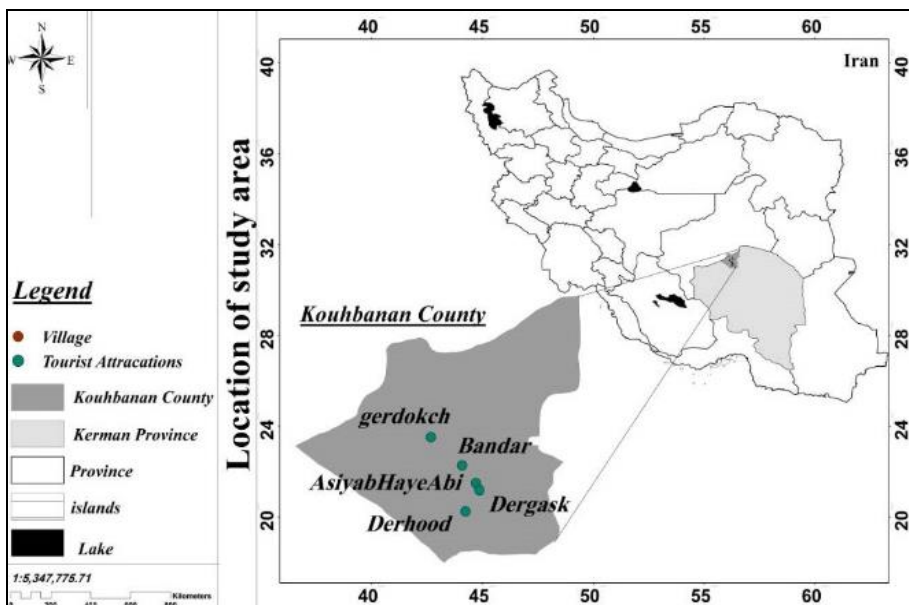 N
W E
S
Legend
Village
Tourist Attracations
Kouhbanan County
Kerman Province
Province
islands
Lake
1:5,347,775.71
Kilometers
Location of study area
40 45 50 55 60
Iran
40 36 32 28 24 20
40 36 32 28 24 20
Kouhbanan County
gerdokch
Bandar
AsiyabHayeAbi
Dergask
Derhood
40 45 50 55 60